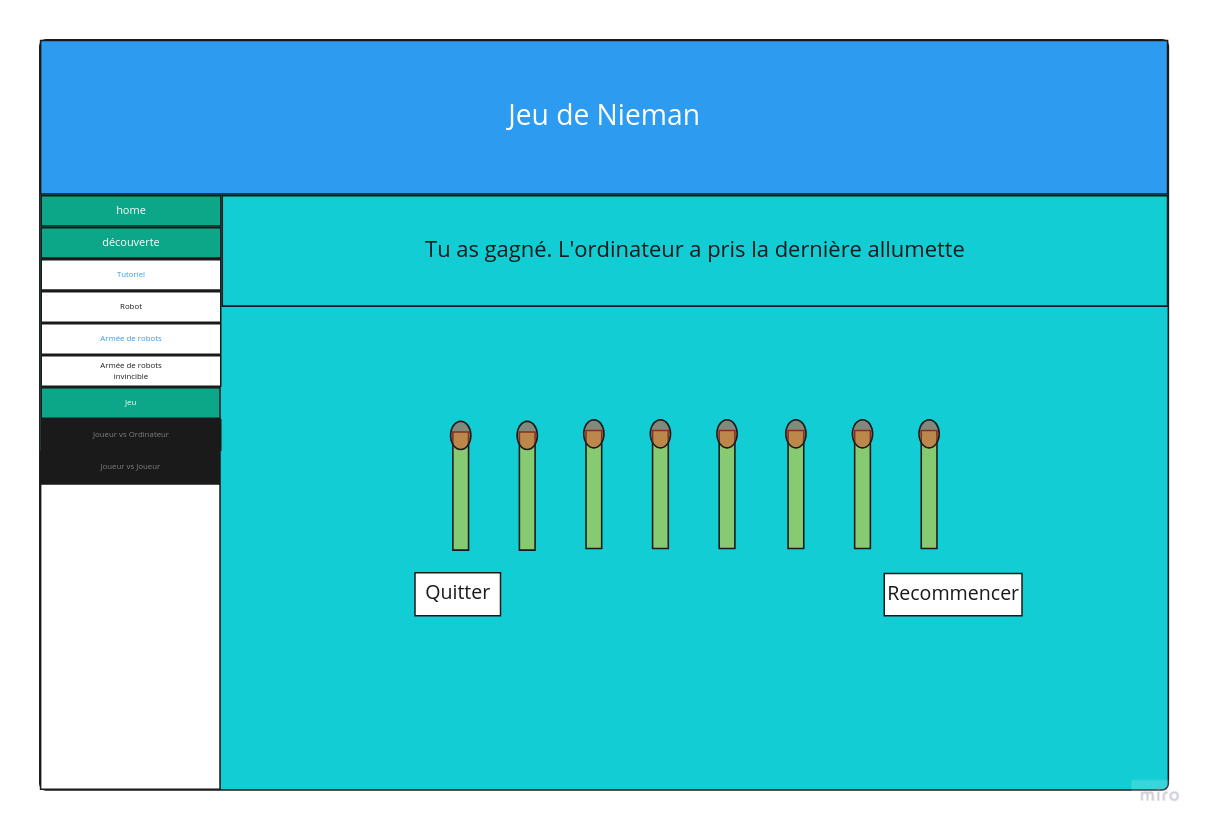 Jeu de Nieman
home
découverte
Tutoriel
Robot
Armée de robots
Armée de robots
invincible
Jeu
Joueur vs Ordinateur
Joueur vs Joueur
Tu as gagné. L'ordinateur a pris la dernière allumette
Quitter
Recommencer
miro